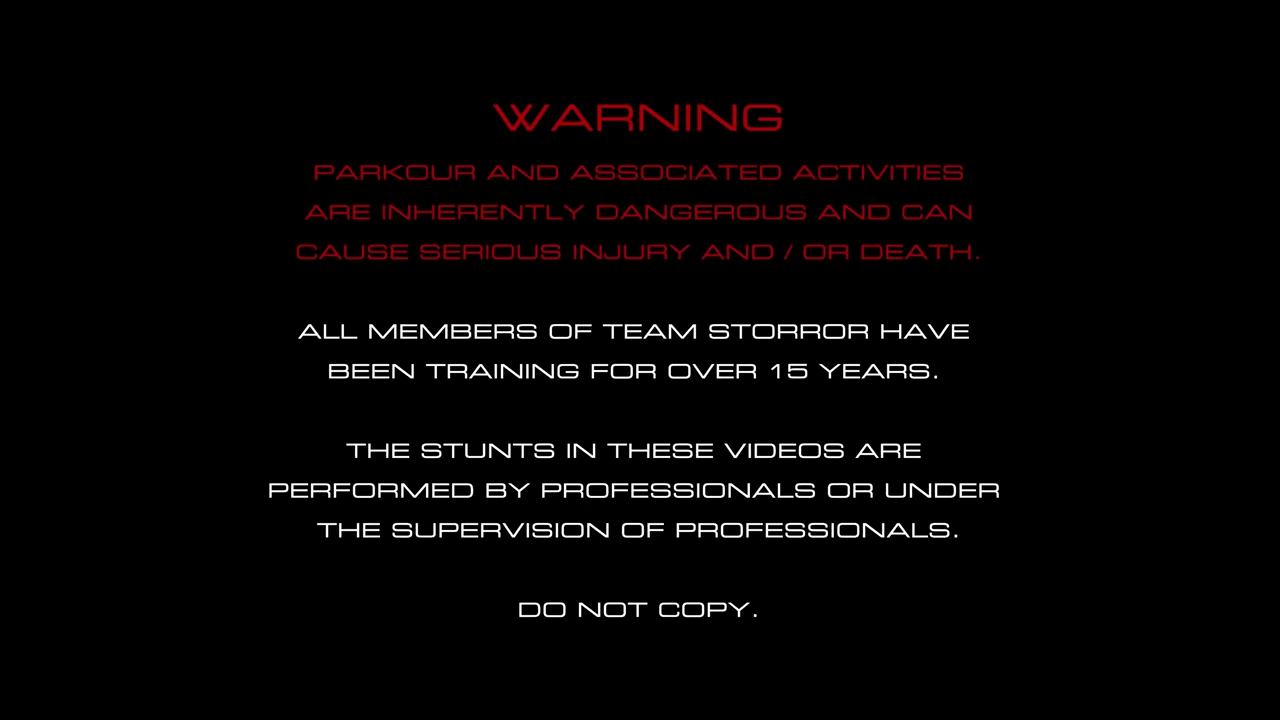 WARNING
PARKOUR AND ASSOCIATED ACTIVITIES
ARE INHERENTLY DANGEROUS AND CAN
CAUSE SERIOUS INJURY AND / OR DEATH.
ALL MEMBERS OF TEAM STORROR HAVE
BEEN TRAINING FOR OVER 15 YEARS.
THE STUNTS IN THESE VIDEOS ARE
PERFORMED BY PROFESSIONALS OR UNDER
THE SUPERVISION OF PROFESSIONALS.
DO NOT COPY.